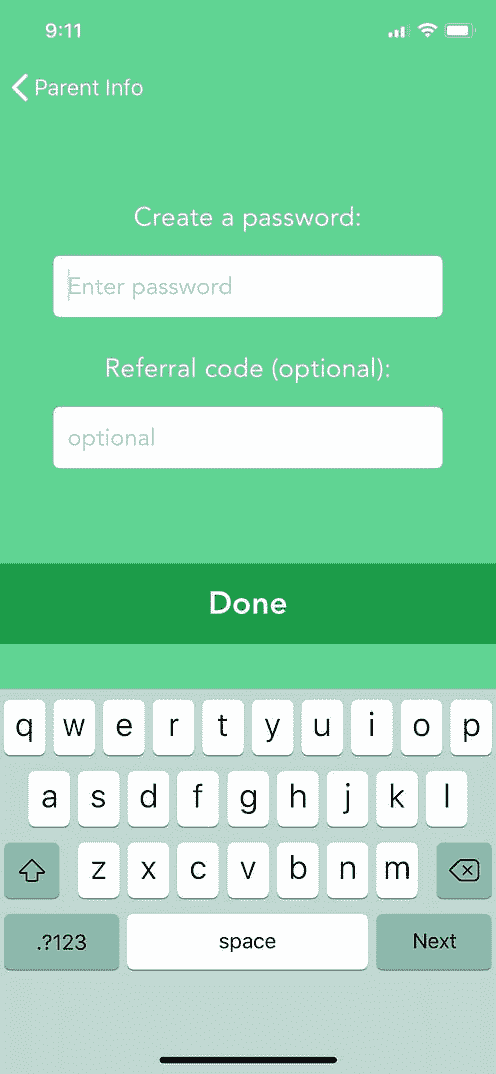 9:11
Parent Info
Create a password:
Enter password
Referral code (optional):
optional
Done
q w e r t y u i o p
a s d f g h j k l
z x c v b n m
.?123 space Next